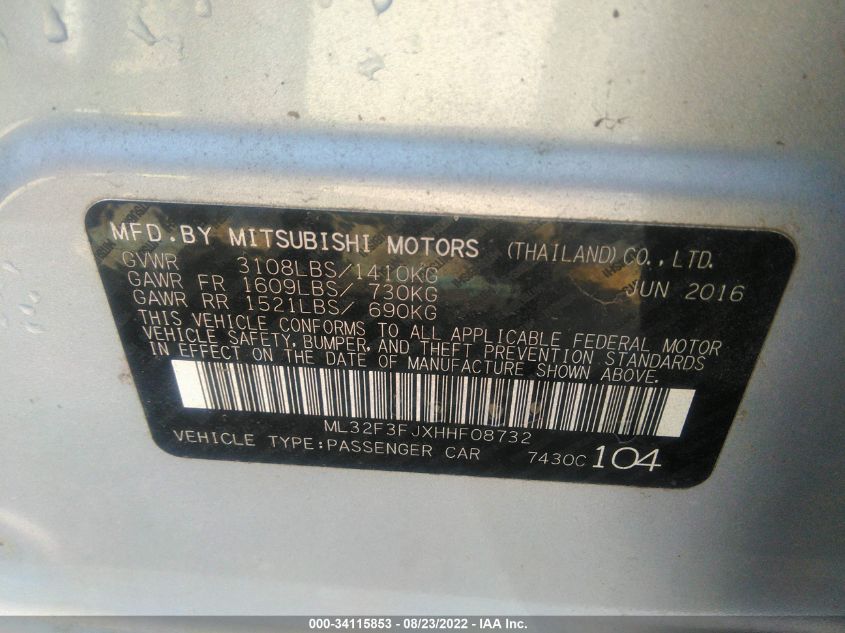 MFD.BY MITSUBISHI MOTORS (THAILAND)CO.,LTD.
GVWR 3108LBS/1410KG JUN 2016
GAWR FR 1609LBS/ 730KG
GAWR RR 1521LBS/ 690KG
THIS VEHICLE CONFORMS TO ALL APPLICABLE FEDERAL MOTOR
VEHICLE SAFETY, BUMPER, AND THEFT PREVENTION STANDARDS
IN EFFECT ON THE DATE OF MANUFACTURE SHOWN ABOVE.
ML32F3FJXHHF08732
VEHICLE TYPE:PASSENGER CAR 7430C 104
000-34115853 - 08/23/2022 - IAA Inc.